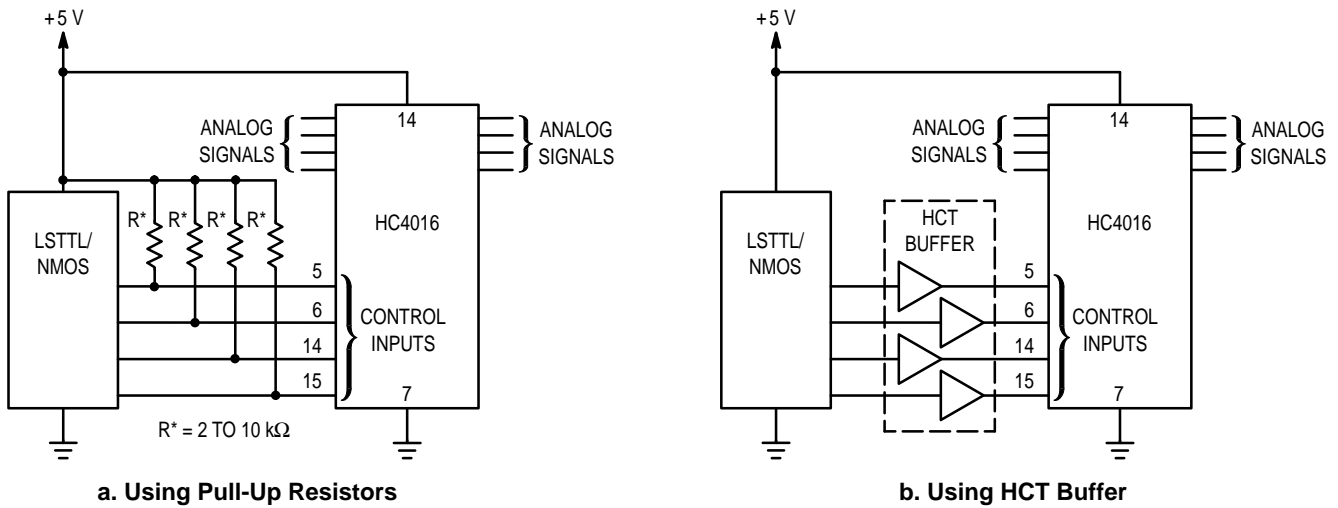 +5 V
14
ANALOG
SIGNALS
ANALOG
SIGNALS
R* R* R* R*
HC4016
LSTTL/
NMOS
5
6
14
15
CONTROL
INPUTS
7
R* = 2 TO 10 kΩ
a. Using Pull-Up Resistors
+5 V
14
ANALOG
SIGNALS
ANALOG
SIGNALS
HCT
BUFFER
HC4016
LSTTL/
NMOS
5
6
14
15
CONTROL
INPUTS
7
b. Using HCT Buffer